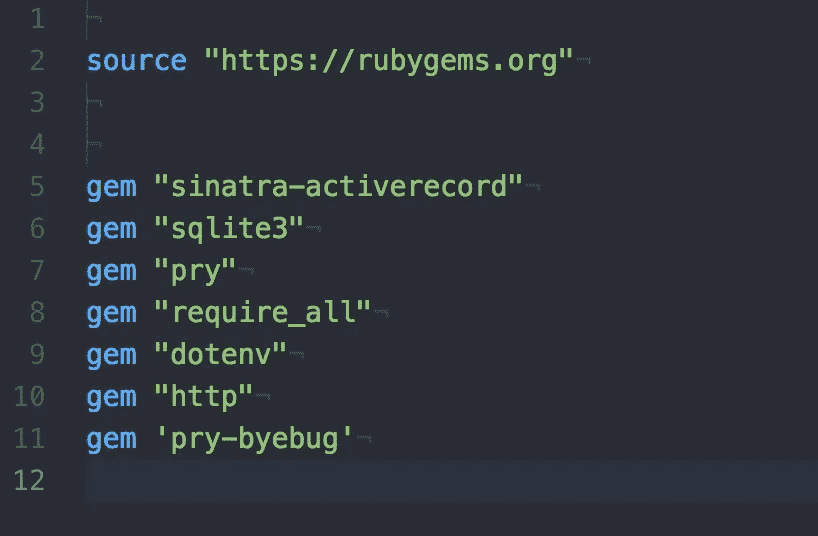 1
2 source "https://rubygems.org"
3
4
5 gem "sinatra-activerecord"
6 gem "sqlite3"
7 gem "pry"
8 gem "require_all"
9 gem "dotenv"
10 gem "http"
11 gem 'pry-byebug'
12